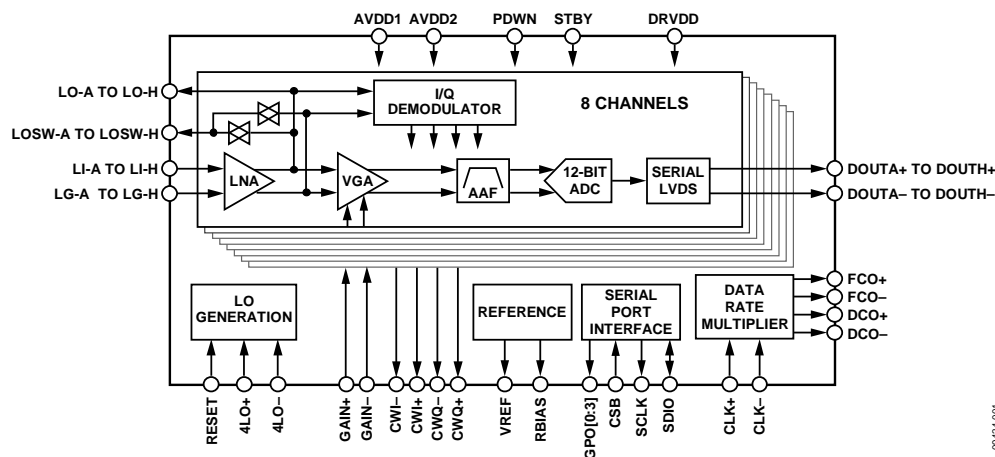 AVDD1 AVDD2 PDWN STBY DRVDD
LO-A TO LO-H
LOSW-A TO LOSW-H
LI-A TO LI-H
LG-A TO LG-H
I/Q
DEMODULATOR
8 CHANNELS
LNA
VGA
AAF
12-BIT
ADC
SERIAL
LVDS
DOUTA+ TO DOUTH+
DOUTA– TO DOUTH–
LO
GENERATION
REFERENCE
SERIAL
PORT
INTERFACE
DATA
RATE
MULTIPLIER
FCO+
FCO–
DCO+
DCO–
RESET
4LO+
4LO–
GAIN+
GAIN–
CWI–
CWI+
CWQ–
CWQ+
VREF
RBIAS
GPO[0:3]
CSB
SCLK
SDIO
CLK+
CLK–